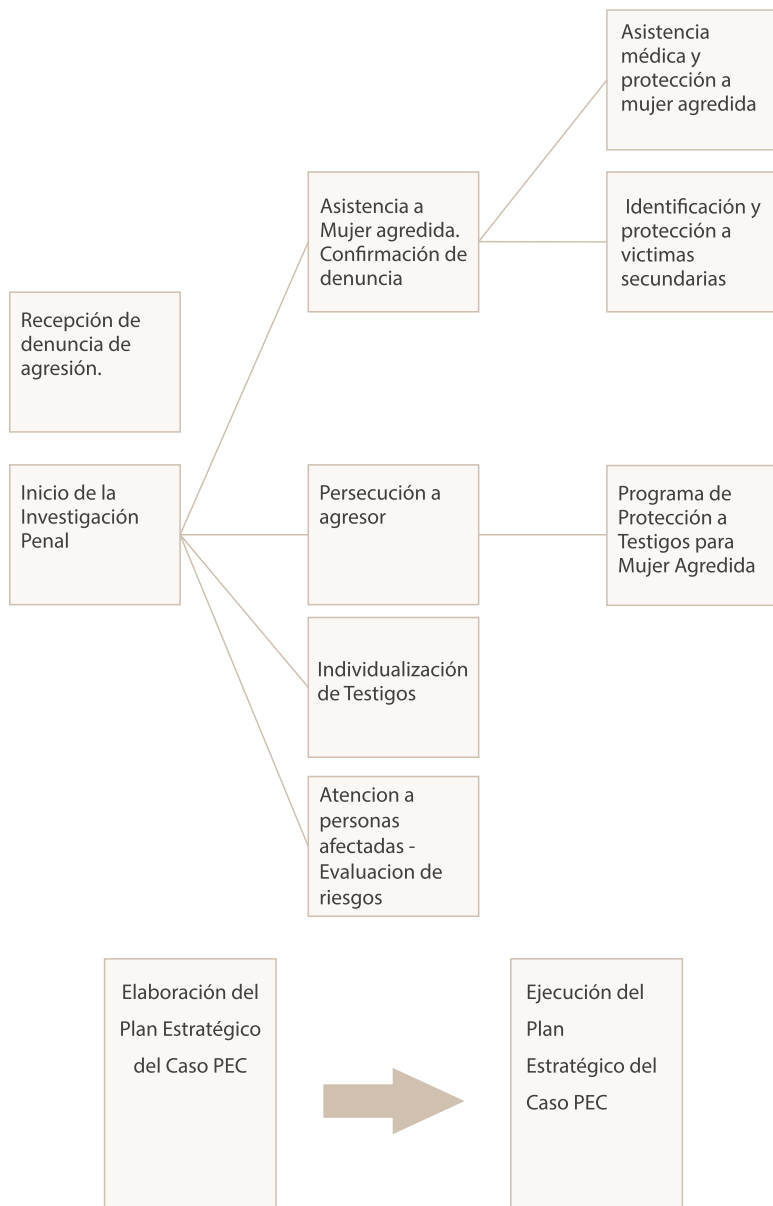 Asistencia
médica y
protección a
mujer agredida
Asistencia a
Mujer agredida.
Confirmación de
denuncia
Identificación y
protección a
victimas
secundarias
Recepción de
denuncia de
agresión.
Inicio de la
Investigación
Penal
Persecución a
agresor
Programa de
Protección a
Testigos para
Mujer Agredida
Individualización
de Testigos
Atencion a
personas
afectadas -
Evaluacion de
riesgos
Elaboración del
Plan Estratégico
del Caso PEC
Ejecución del
Plan
Estratégico del
Caso PEC